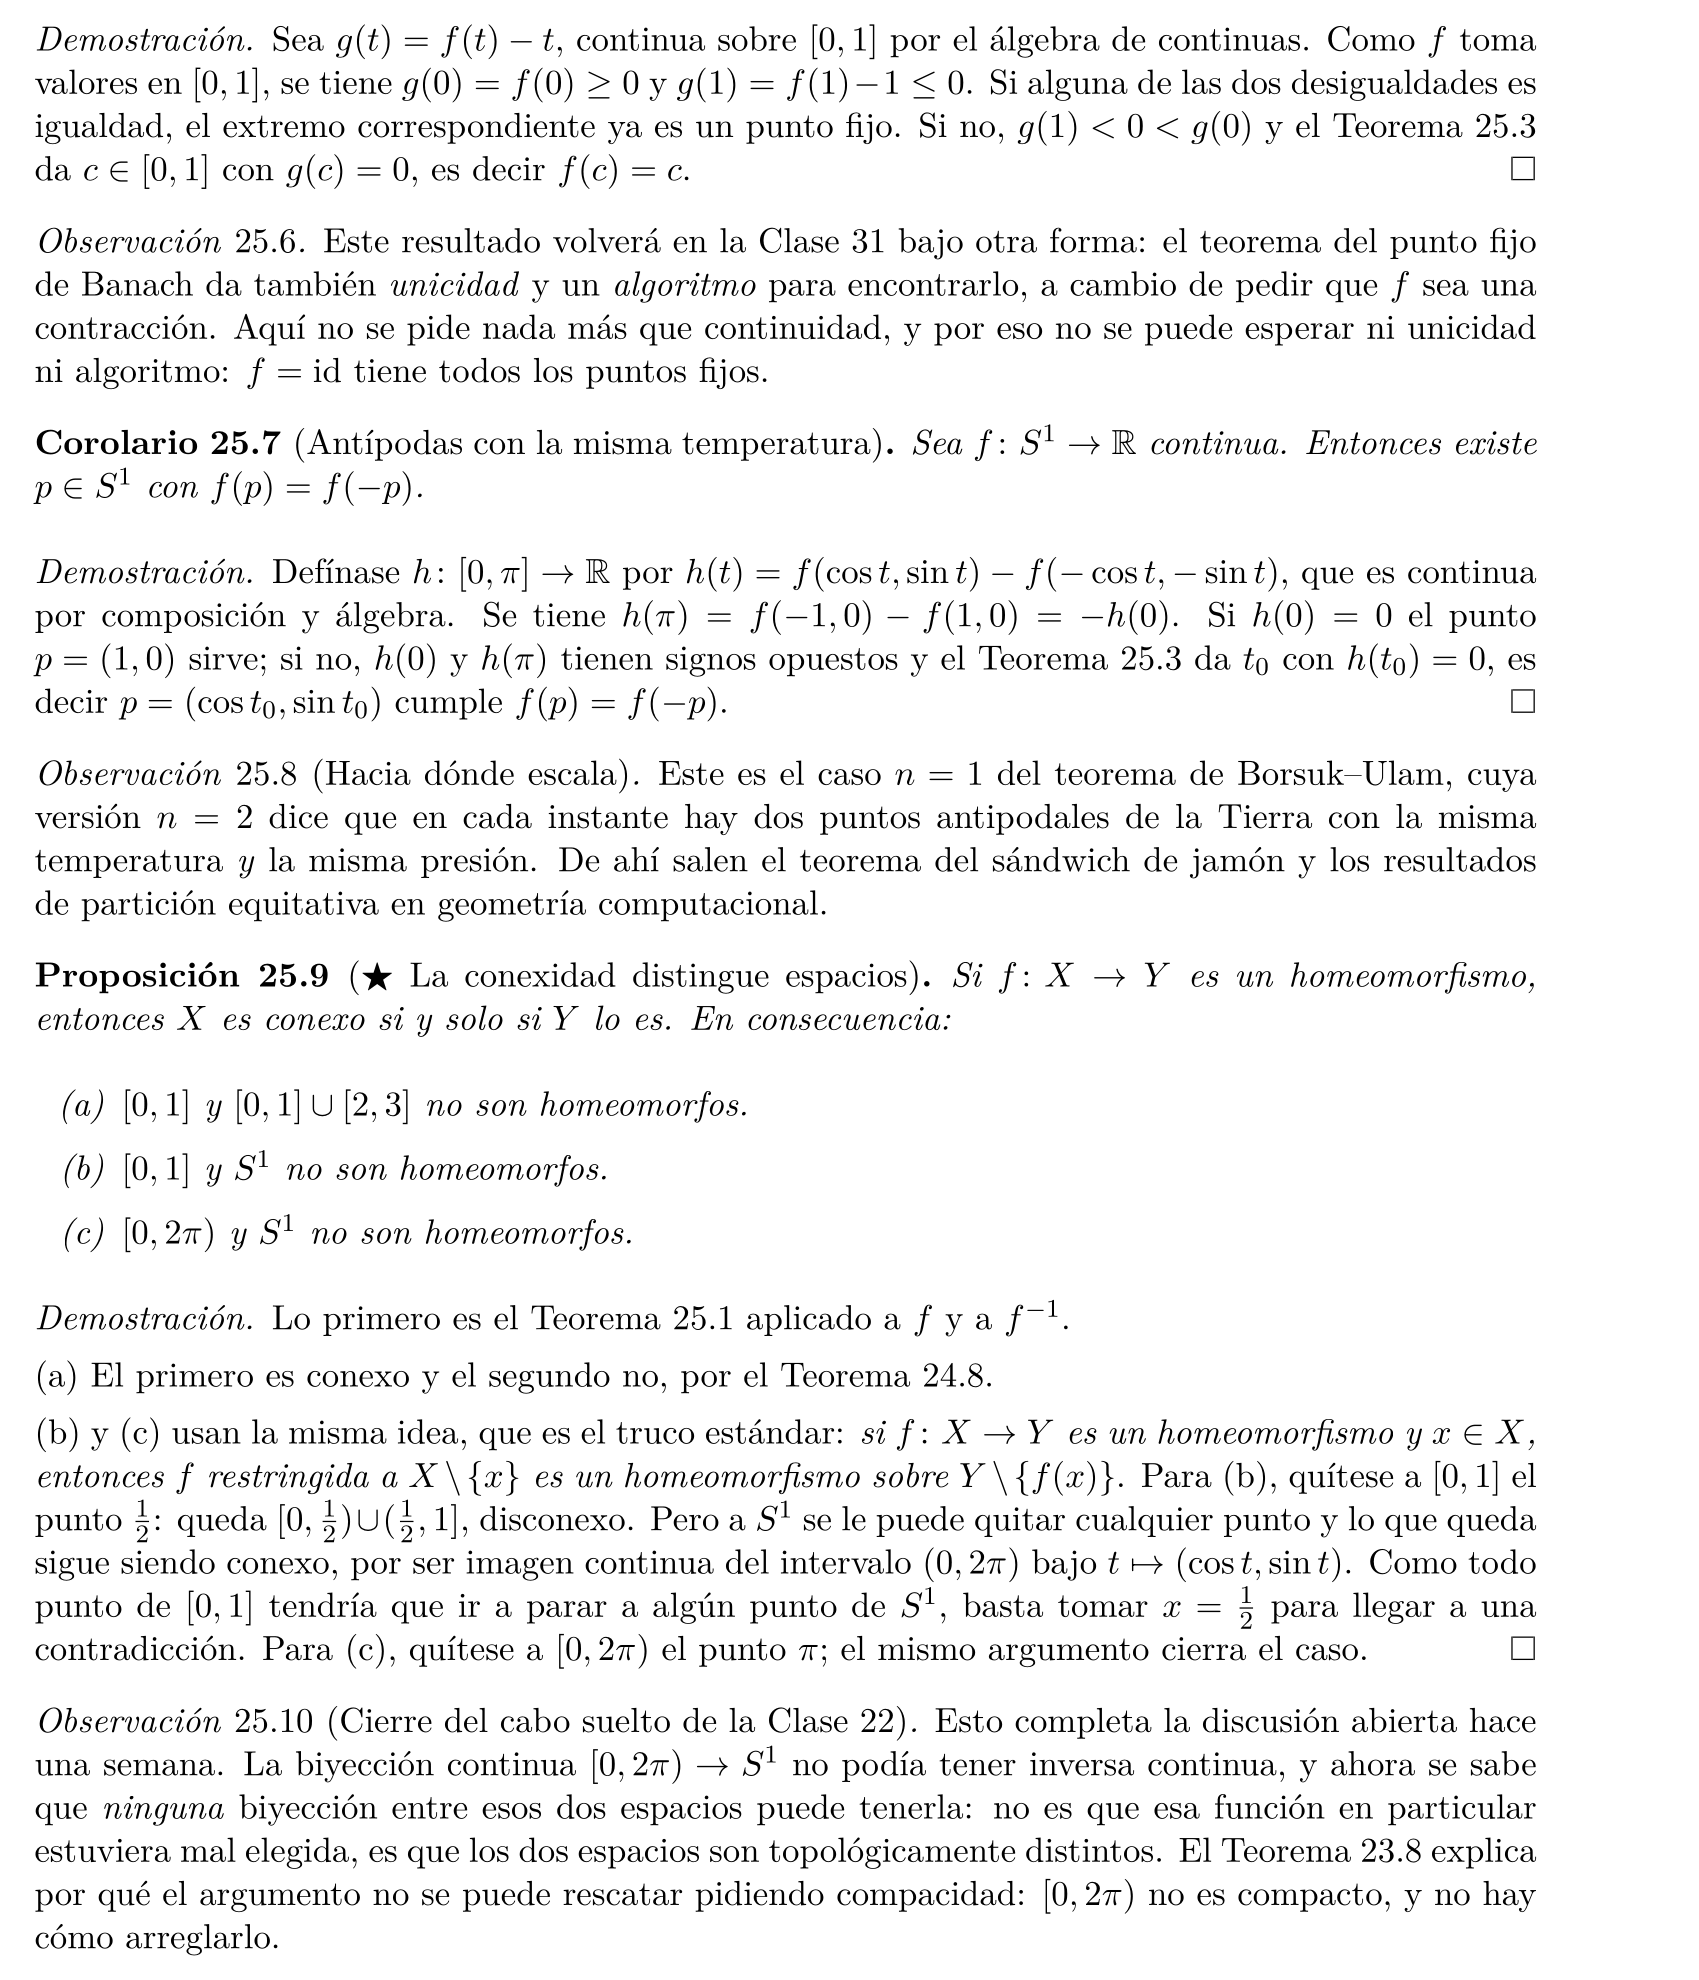 Demostración. Sea g(t) = f(t) − t, continua sobre [0, 1] por el álgebra de continuas. Como f toma
valores en [0, 1], se tiene g(0) = f(0) ≥ 0 y g(1) = f(1) − 1 ≤ 0. Si alguna de las dos desigualdades es
igualdad, el extremo correspondiente ya es un punto fijo. Si no, g(1) < 0 < g(0) y el Teorema 25.3
da c ∈ [0, 1] con g(c) = 0, es decir f(c) = c. □
Observación 25.6. Este resultado volverá en la Clase 31 bajo otra forma: el teorema del punto fijo
de Banach da también unicidad y un algoritmo para encontrarlo, a cambio de pedir que f sea una
contracción. Aquí no se pide nada más que continuidad, y por eso no se puede esperar ni unicidad
ni algoritmo: f = id tiene todos los puntos fijos.
Corolario 25.7 (Antípodas con la misma temperatura). Sea f : S¹ → ℝ continua. Entonces existe
p ∈ S¹ con f(p) = f(−p).
Demostración. Defínase h : [0, π] → ℝ por h(t) = f(cos t, sin t) − f(− cos t, − sin t), que es continua
por composición y álgebra. Se tiene h(π) = f(−1, 0) − f(1, 0) = −h(0). Si h(0) = 0 el punto
p = (1, 0) sirve; si no, h(0) y h(π) tienen signos opuestos y el Teorema 25.3 da t₀ con h(t₀) = 0, es
decir p = (cos t₀, sin t₀) cumple f(p) = f(−p). □
Observación 25.8 (Hacia dónde escala). Este es el caso n = 1 del teorema de Borsuk–Ulam, cuya
versión n = 2 dice que en cada instante hay dos puntos antipodales de la Tierra con la misma
temperatura y la misma presión. De ahí salen el teorema del sándwich de jamón y los resultados
de partición equitativa en geometría computacional.
Proposición 25.9 (★ La conexidad distingue espacios). Si f : X → Y es un homeomorfismo,
entonces X es conexo si y solo si Y lo es. En consecuencia:
(a) [0, 1] y [0, 1] ∪ [2, 3] no son homeomorfos.
(b) [0, 1] y S¹ no son homeomorfos.
(c) [0, 2π) y S¹ no son homeomorfos.
Demostración. Lo primero es el Teorema 25.1 aplicado a f y a f⁻¹.
(a) El primero es conexo y el segundo no, por el Teorema 24.8.
(b) y (c) usan la misma idea, que es el truco estándar: si f : X → Y es un homeomorfismo y x ∈ X,
entonces f restringida a X \ {x} es un homeomorfismo sobre Y \ {f(x)}. Para (b), quítese a [0, 1] el
punto ½: queda [0, ½) ∪ (½, 1], disconexo. Pero a S¹ se le puede quitar cualquier punto y lo que queda
sigue siendo conexo, por ser imagen continua del intervalo (0, 2π) bajo t ↦ (cos t, sin t). Como todo
punto de [0, 1] tendría que ir a parar a algún punto de S¹, basta tomar x = ½ para llegar a una
contradicción. Para (c), quítese a [0, 2π) el punto π; el mismo argumento cierra el caso. □
Observación 25.10 (Cierre del cabo suelto de la Clase 22). Esto completa la discusión abierta hace
una semana. La biyección continua [0, 2π) → S¹ no podía tener inversa continua, y ahora se sabe
que ninguna biyección entre esos dos espacios puede tenerla: no es que esa función en particular
estuviera mal elegida, es que los dos espacios son topológicamente distintos. El Teorema 23.8 explica
por qué el argumento no se puede rescatar pidiendo compacidad: [0, 2π) no es compacto, y no hay
cómo arreglarlo.